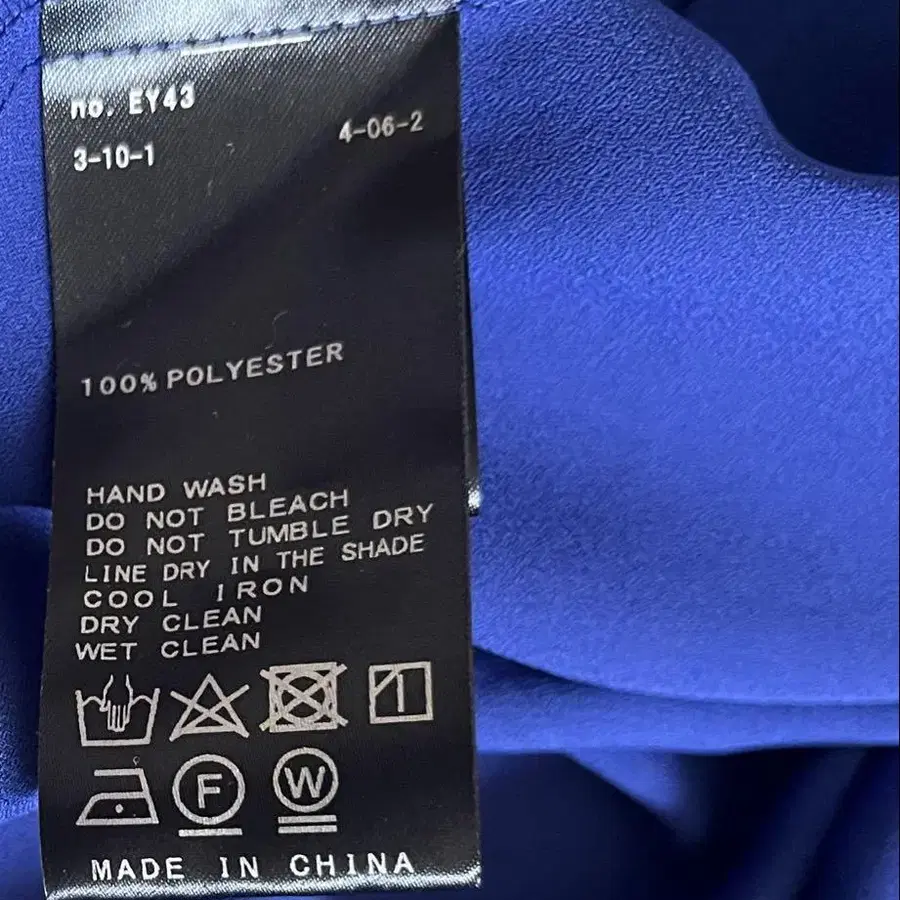 no. EY43
3-10-1 4-06-2
100% POLYESTER
HAND WASH
DO NOT BLEACH
DO NOT TUMBLE DRY
LINE DRY IN THE SHADE
COOL IRON
DRY CLEAN
WET CLEAN
F W
MADE IN CHINA